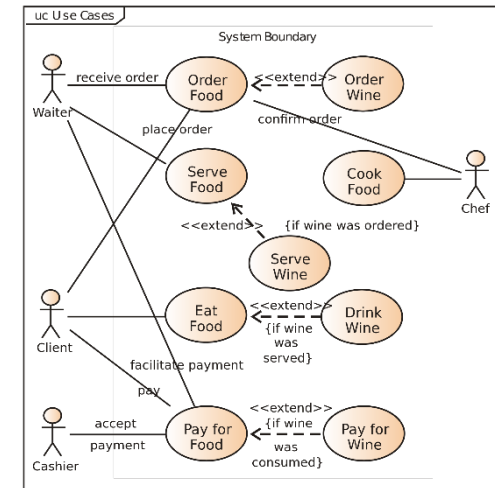 uc Use Cases
System Boundary
receive order
Order
Food
<<extend>>
Order
Wine
Waiter
place order
confirm order
Serve
Food
Cook
Food
Chef
<<extend>>
{if wine was ordered}
Serve
Wine
Eat
Food
<<extend>>
{if wine
was
served}
Drink
Wine
Client
facilitate payment
pay
accept
payment
Cashier
Pay for
Food
<<extend>>
{if wine
was
consumed}
Pay for
Wine